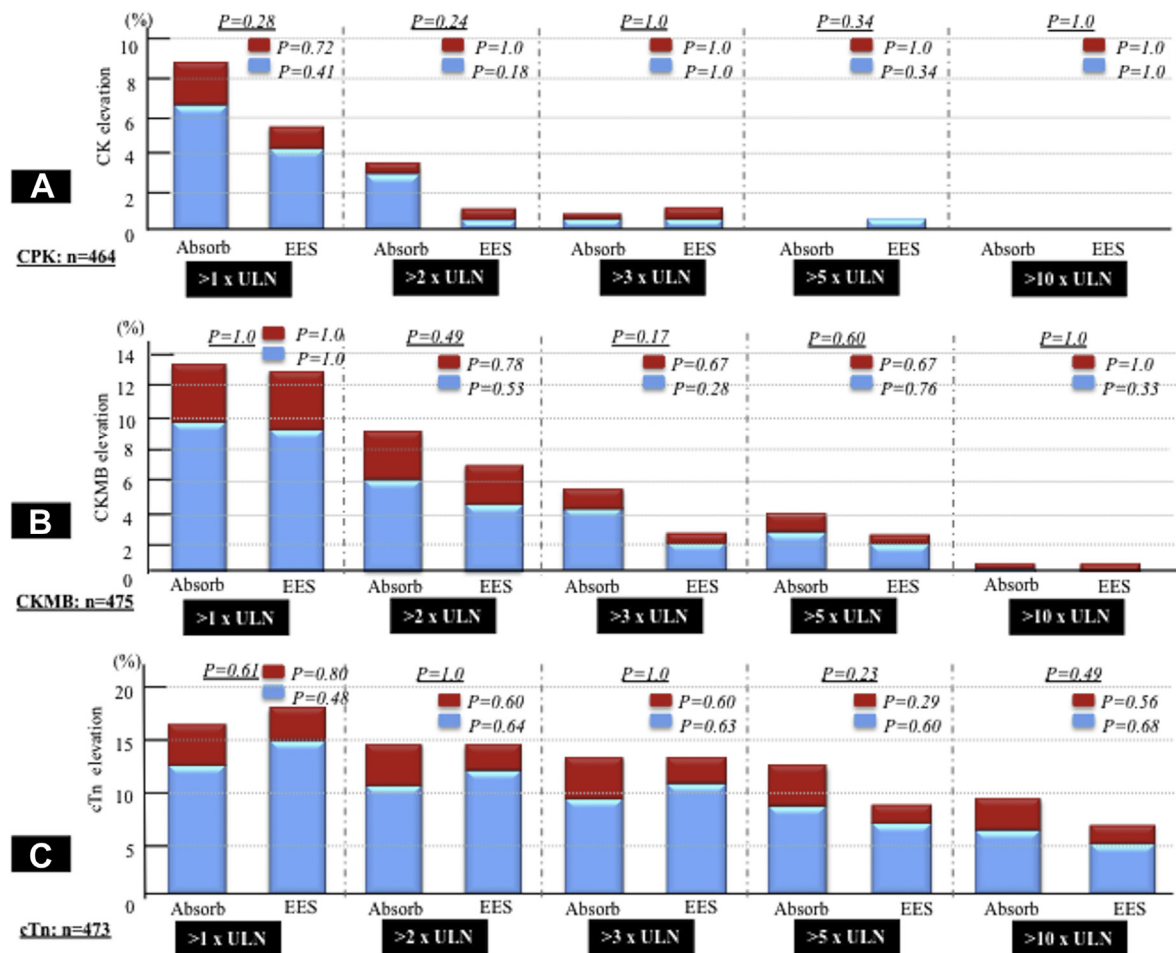 (%)
P=0.28 P=0.24 P=1.0 P=0.34 P=1.0
10 P=0.72 P=1.0 P=1.0 P=1.0 P=1.0
P=0.41 P=0.18 P=1.0 P=0.34 P=1.0
8
6
4
2
0
CK elevation
A
Absorb EES Absorb EES Absorb EES Absorb EES Absorb EES
CPK: n=464
>1 x ULN >2 x ULN >3 x ULN >5 x ULN >10 x ULN
(%)
P=1.0 P=1.0 P=0.49 P=0.17 P=0.60 P=1.0
14 P=1.0 P=0.78 P=0.67 P=0.67 P=1.0
P=0.53 P=0.28 P=0.76 P=0.33
12
10
8
6
4
2
0
CKMB elevation
B
Absorb EES Absorb EES Absorb EES Absorb EES Absorb EES
CKMB: n=475
>1 x ULN >2 x ULN >3 x ULN >5 x ULN >10 x ULN
(%)
P=0.61 P=0.80 P=1.0 P=1.0 P=0.23 P=0.49
20 P=0.48 P=0.60 P=0.60 P=0.29 P=0.56
P=0.64 P=0.63 P=0.60 P=0.68
15
10
5
0
cTn elevation
C
Absorb EES Absorb EES Absorb EES Absorb EES Absorb EES
cTn: n=473
>1 x ULN >2 x ULN >3 x ULN >5 x ULN >10 x ULN